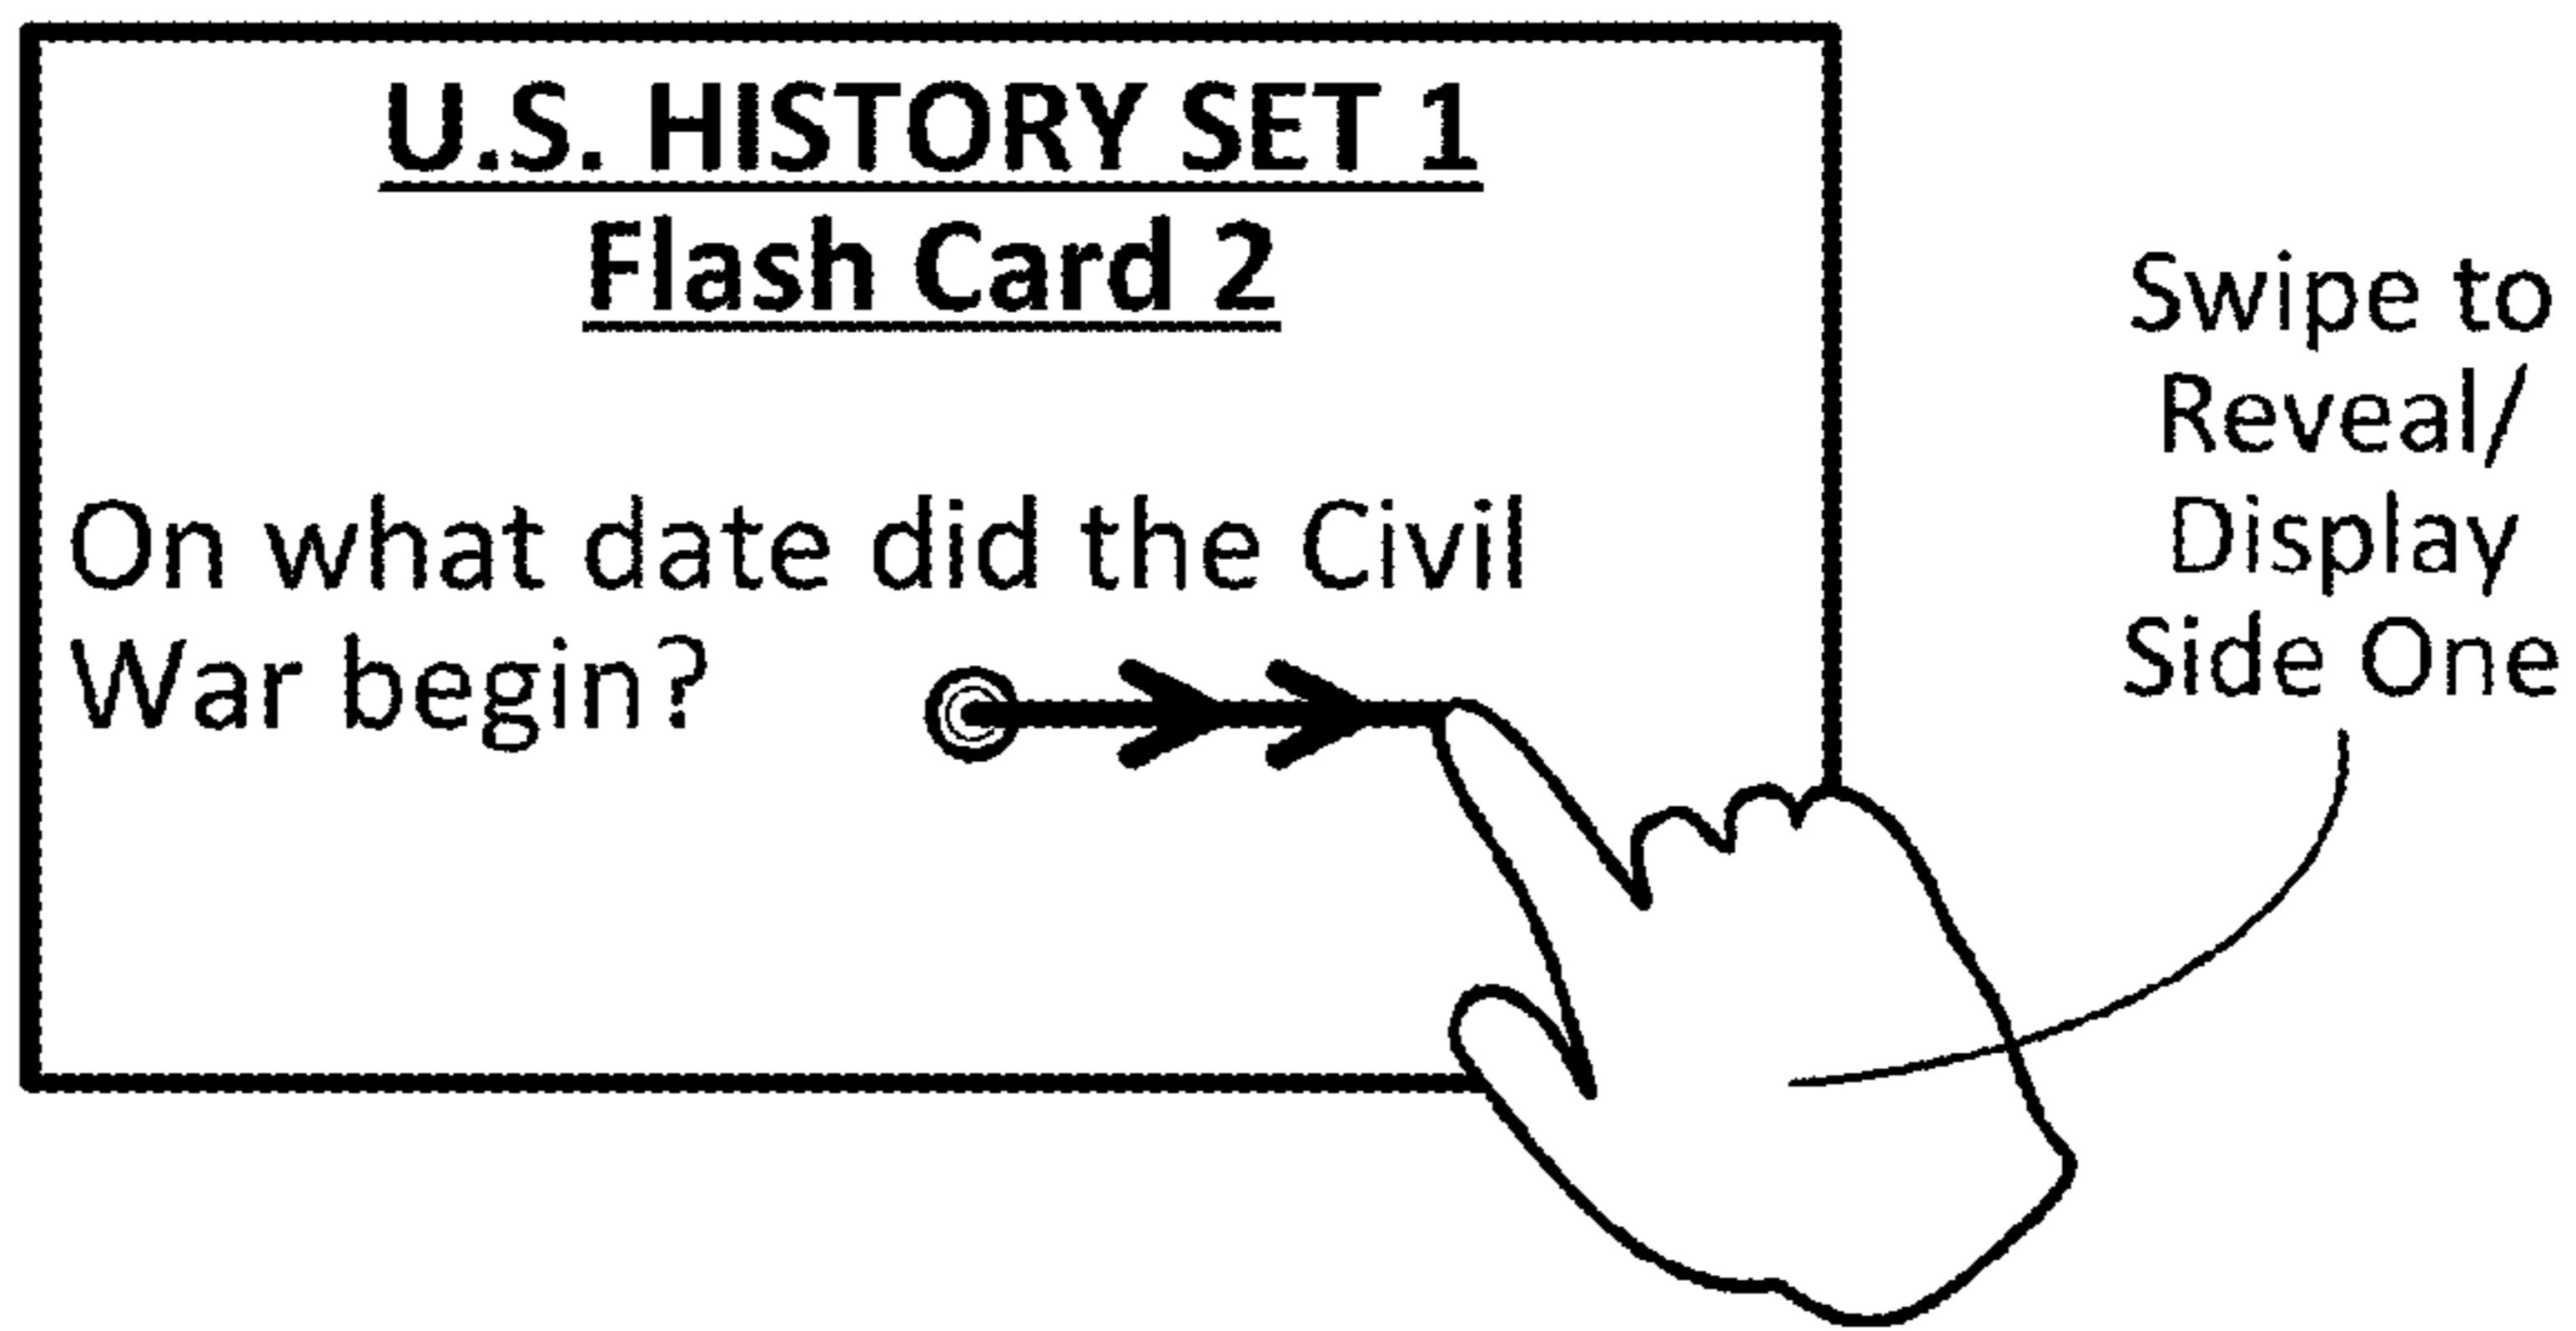 U.S. HISTORY SET 1
Flash Card 2
On what date did the Civil
War begin?
Swipe to
Reveal/
Display
Side One